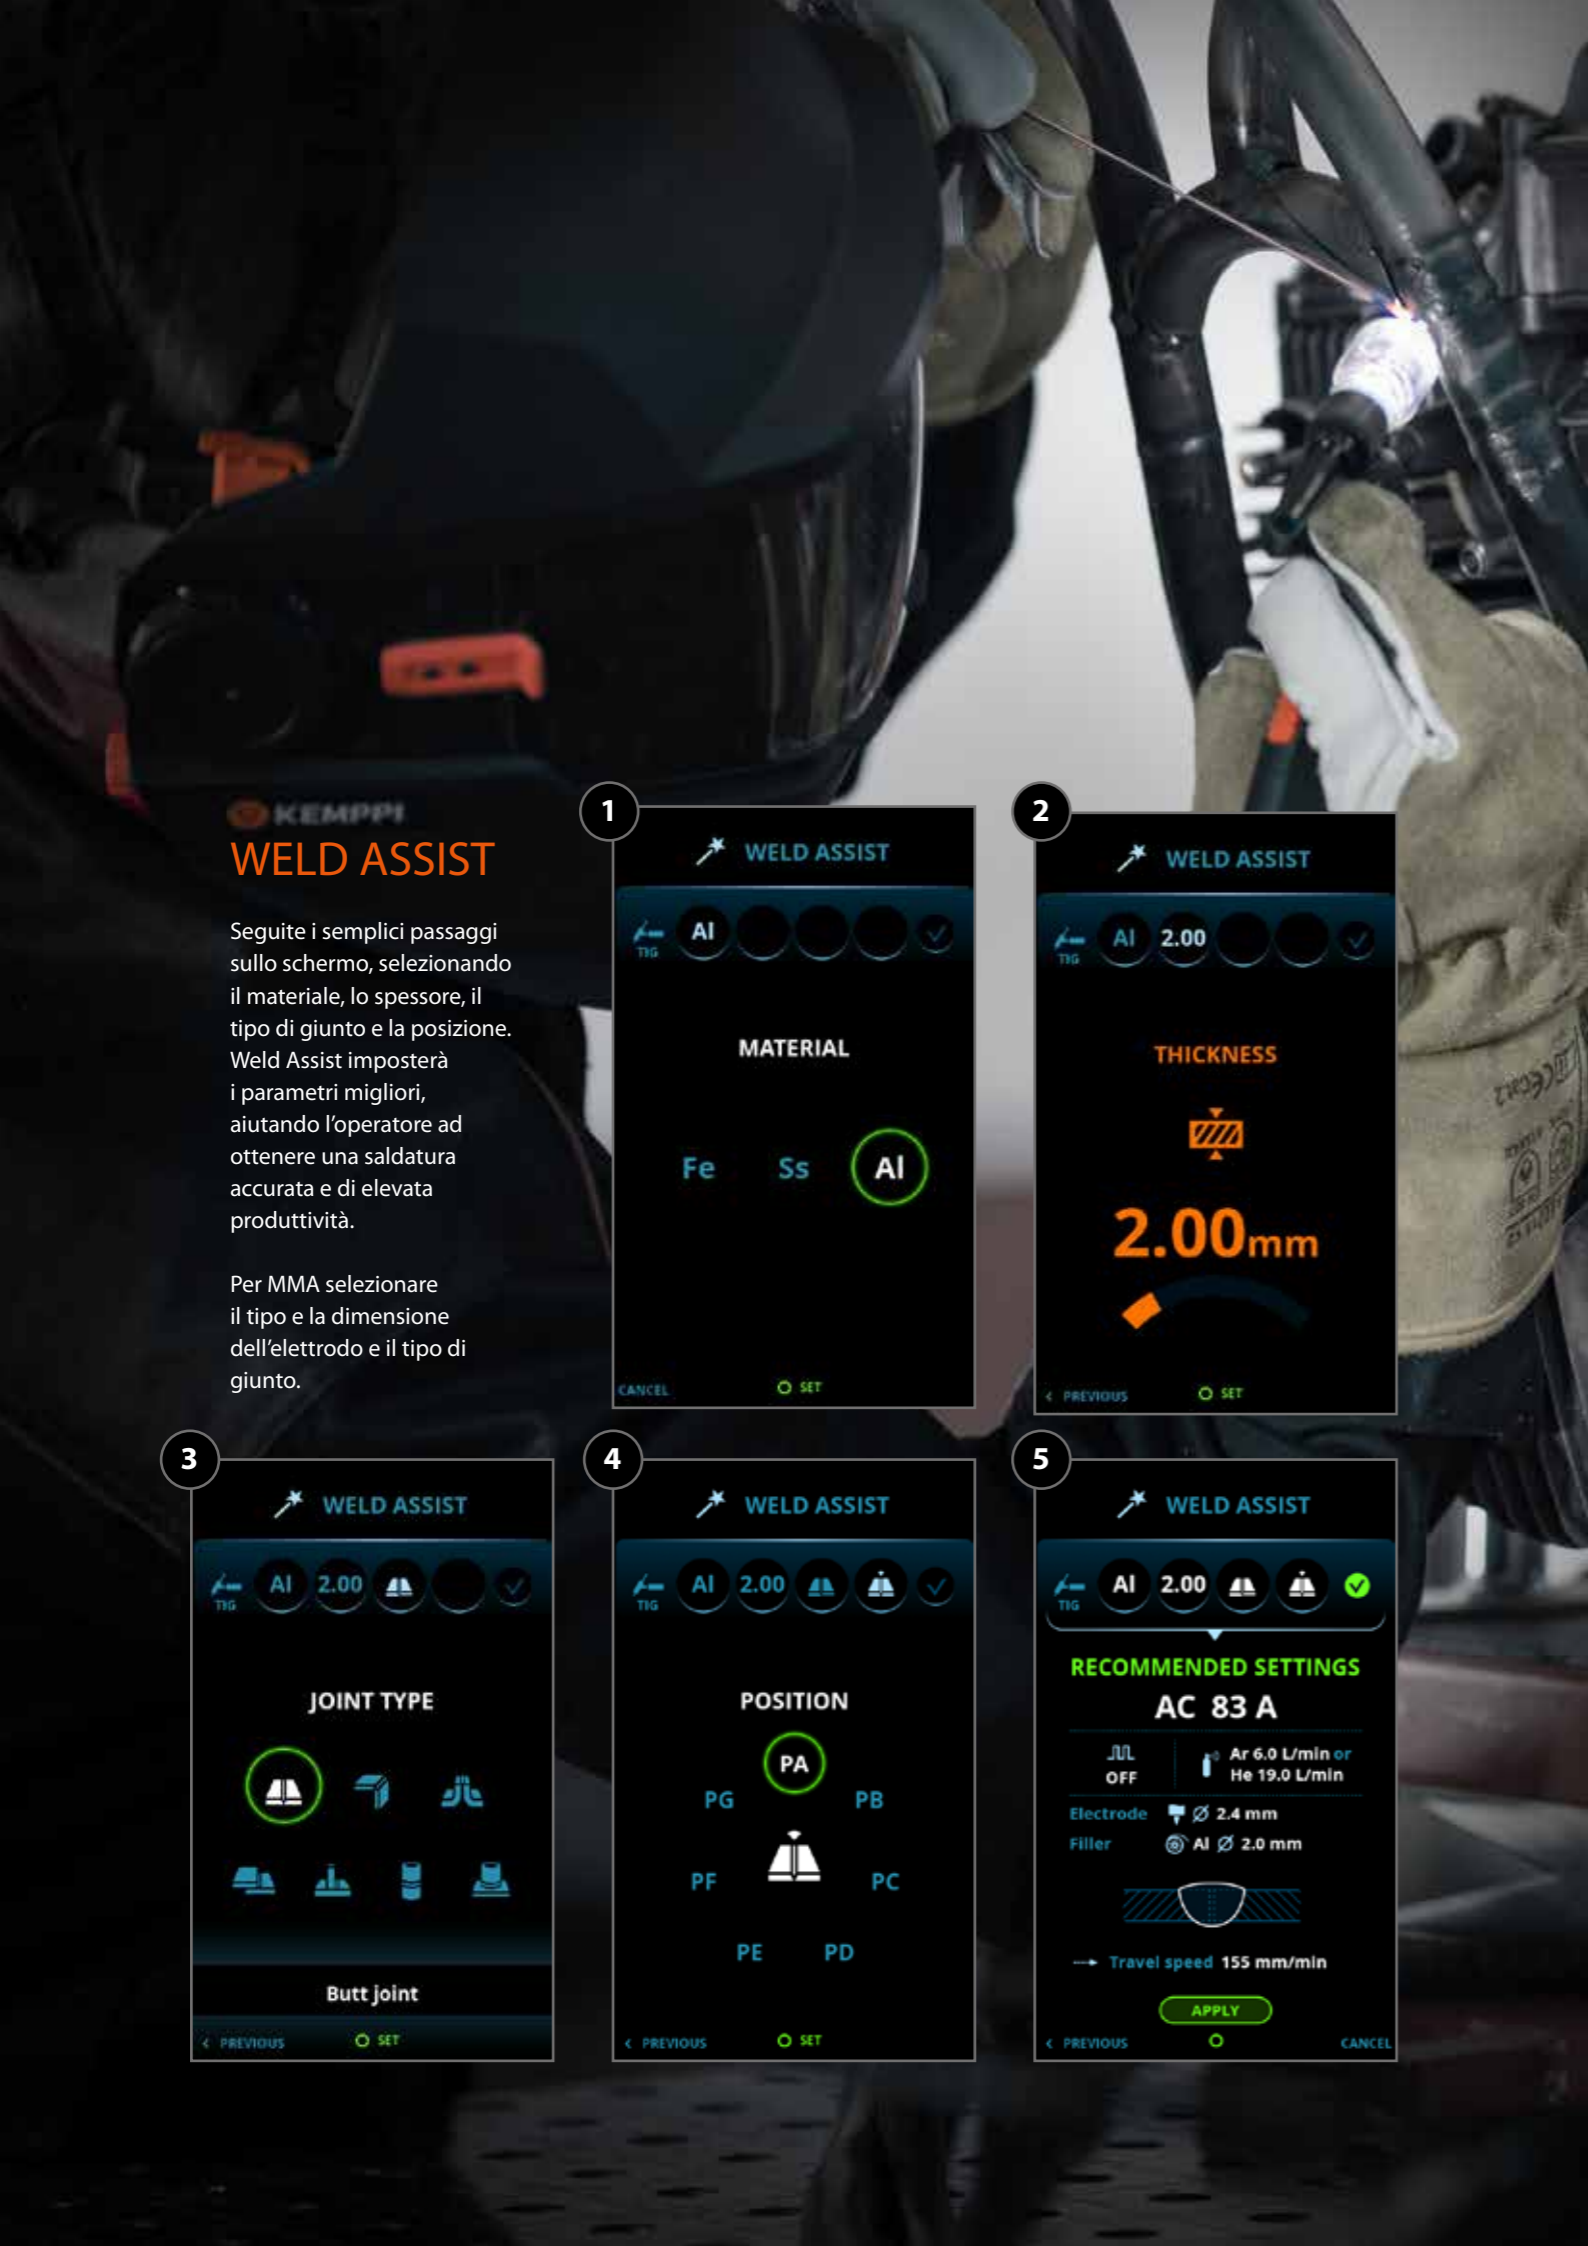 KEMPPI
WELD ASSIST
Seguite i semplici passaggi
sullo schermo, selezionando
il materiale, lo spessore, il
tipo di giunto e la posizione.
Weld Assist imposterà
i parametri migliori,
aiutando l'operatore ad
ottenere una saldatura
accurata e di elevata
produttività.
Per MMA selezionare
il tipo e la dimensione
dell'elettrodo e il tipo di
giunto.
1
WELD ASSIST
TIG
Al
MATERIAL
Fe Ss Al
CANCEL SET
2
WELD ASSIST
TIG
Al 2.00
THICKNESS
2.00mm
< PREVIOUS SET
3
WELD ASSIST
TIG
Al 2.00
JOINT TYPE
Butt joint
< PREVIOUS SET
4
WELD ASSIST
TIG
Al 2.00
POSITION
PA
PG PB
PF PC
PE PD
< PREVIOUS SET
5
WELD ASSIST
TIG
Al 2.00
RECOMMENDED SETTINGS
AC 83 A
OFF
Ar 6.0 L/min or
He 19.0 L/min
Electrode Ø 2.4 mm
Filler Al Ø 2.0 mm
Travel speed 155 mm/min
APPLY
< PREVIOUS CANCEL